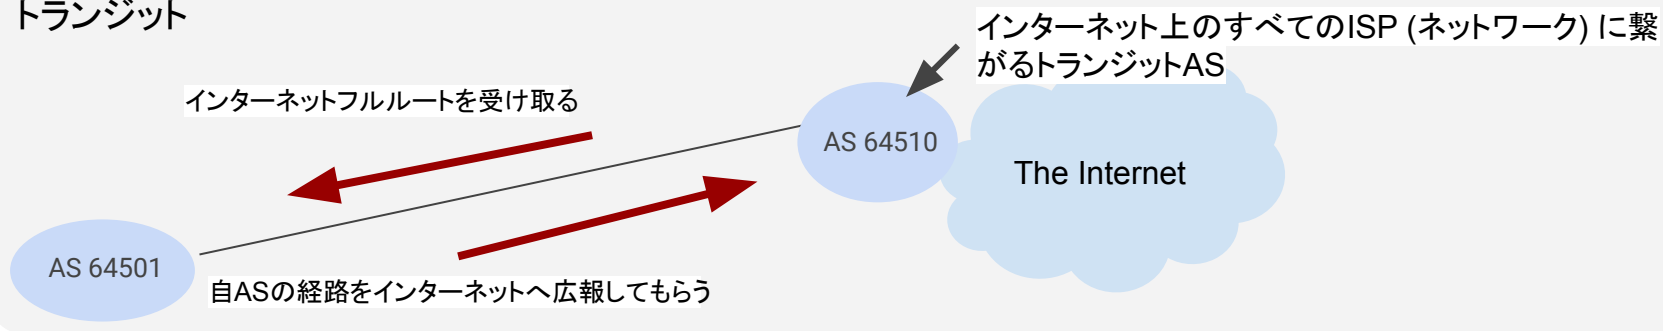 トランジット
インターネット上のすべてのISP (ネットワーク) に繋
がるトランジットAS
インターネットフルルートを受け取る
AS 64510
The Internet
AS 64501
自ASの経路をインターネットへ広報してもらう